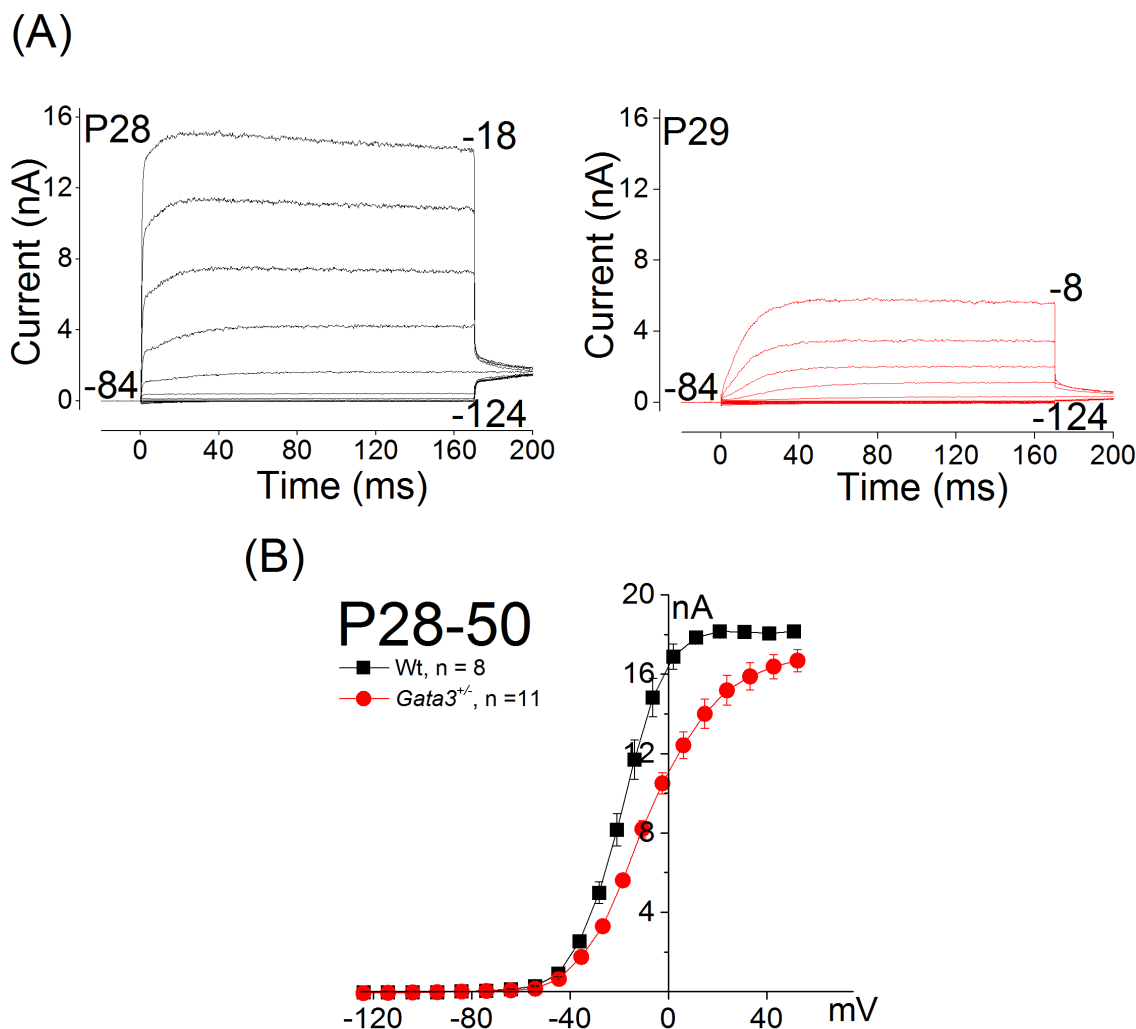 (A)
16
12
8
4
0
Current (nA)
P28
-18
-84
-124
0 40 80 120 160 200
Time (ms)
16
12
8
4
0
Current (nA)
P29
-8
-84
-124
0 40 80 120 160 200
Time (ms)
(B)
P28-50
Wt, n = 8
Gata3+/-, n =11
20
nA
16
12
8
4
-120 -80 -40 0 40 mV